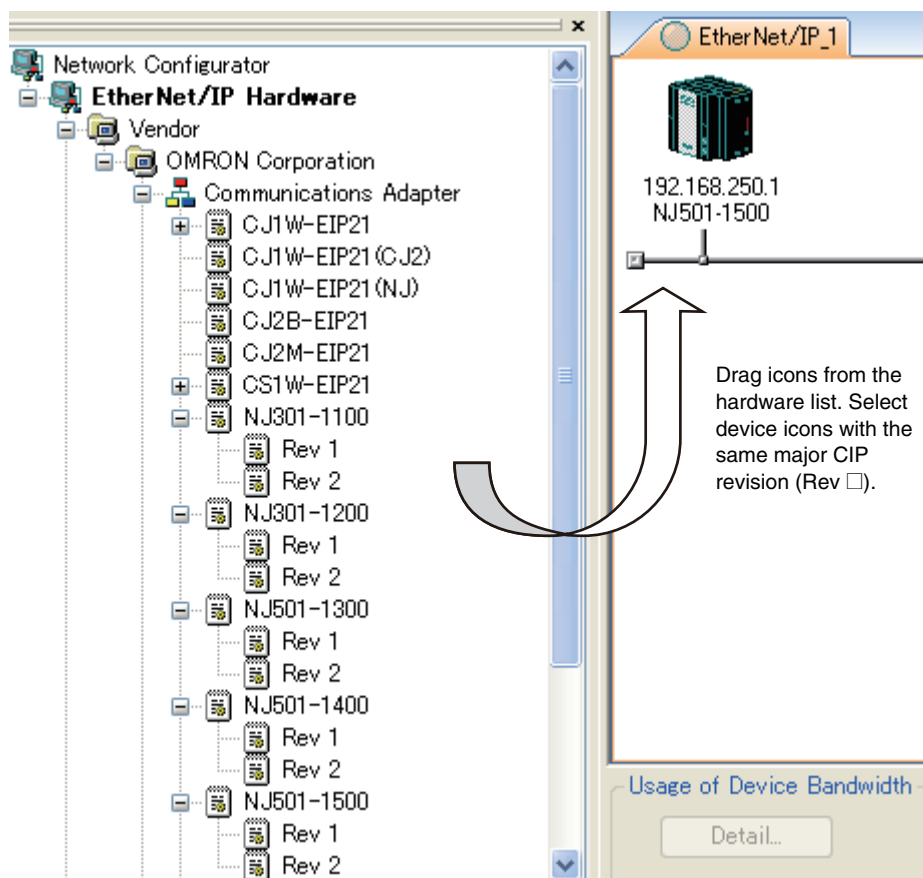 Network Configurator
EtherNet/IP Hardware
Vendor
OMRON Corporation
Communications Adapter
CJ1W-EIP21
CJ1W-EIP21(CJ2)
CJ1W-EIP21(NJ)
CJ2B-EIP21
CJ2M-EIP21
CS1W-EIP21
NJ301-1100
Rev 1
Rev 2
NJ301-1200
Rev 1
Rev 2
NJ501-1300
Rev 1
Rev 2
NJ501-1400
Rev 1
Rev 2
NJ501-1500
Rev 1
Rev 2
EtherNet/IP_1
192.168.250.1
NJ501-1500
Drag icons from the
hardware list. Select
device icons with the
same major CIP
revision (Rev □).
Usage of Device Bandwidth
Detail...